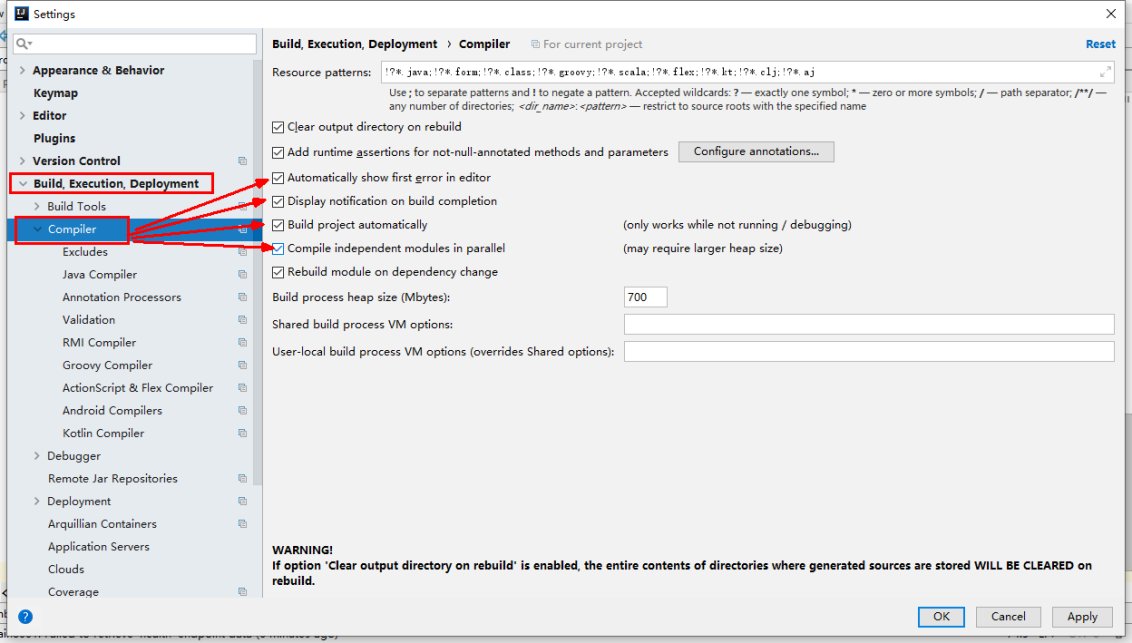 Settings
Appearance & Behavior
Keymap
Editor
Plugins
Version Control
Build, Execution, Deployment
Build Tools
Compiler
Excludes
Java Compiler
Annotation Processors
Validation
RMI Compiler
Groovy Compiler
ActionScript & Flex Compiler
Android Compilers
Kotlin Compiler
Debugger
Remote Jar Repositories
Deployment
Arquillian Containers
Application Servers
Clouds
Coverage
Build, Execution, Deployment › Compiler For current project Reset
Resource patterns: !?*.java;!?*.form;!?*.class;!?*.groovy;!?*.scala;!?*.flex;!?*.kt;!?*.clj;!?*.aj
Use ; to separate patterns and ! to negate a pattern. Accepted wildcards: ? — exactly one symbol; * — zero or more symbols; / — path separator; /**/ —
any number of directories; <dir_name>:<pattern> — restrict to source roots with the specified name
Clear output directory on rebuild
Add runtime assertions for not-null-annotated methods and parameters Configure annotations...
Automatically show first error in editor
Display notification on build completion
Build project automatically (only works while not running / debugging)
Compile independent modules in parallel (may require larger heap size)
Rebuild module on dependency change
Build process heap size (Mbytes): 700
Shared build process VM options:
User-local build process VM options (overrides Shared options):
WARNING!
If option 'Clear output directory on rebuild' is enabled, the entire contents of directories where generated sources are stored WILL BE CLEARED on
rebuild.
? OK Cancel Apply